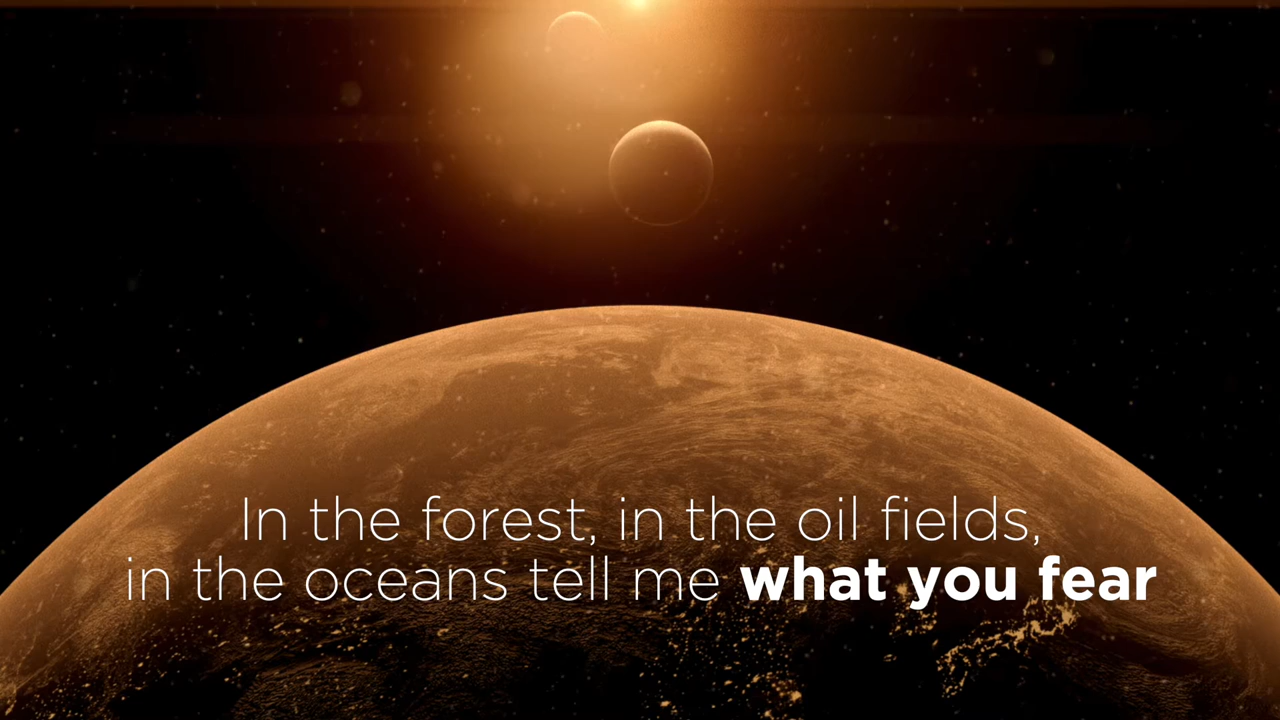 In the forest, in the oil fields,
in the oceans tell me what you fear